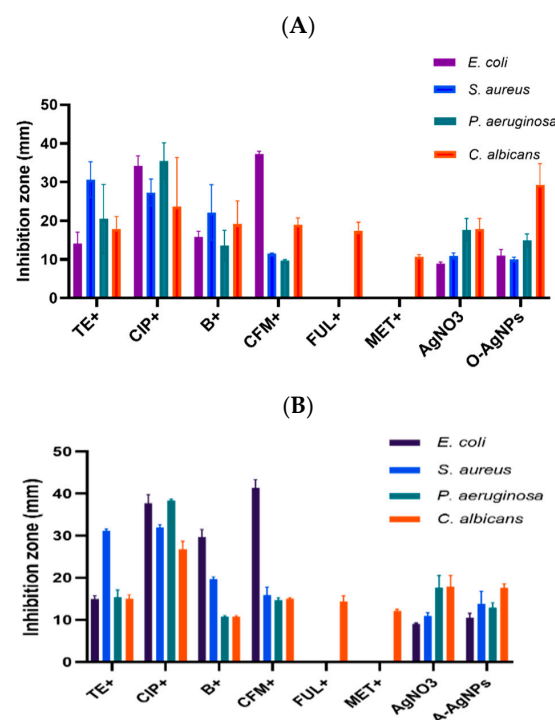 (A)
E. coli
S. aureus
P. aeruginosa
C. albicans
Inhibition zone (mm)
50
40
30
20
10
0
TE+
CIP+
B+
CFM+
FUL+
MET+
AgNO3
O-AgNPs
(B)
E. coli
S. aureus
P. aeruginosa
C. albicans
Inhibition zone (mm)
50
40
30
20
10
0
TE+
CIP+
B+
CFM+
FUL+
MET+
AgNO3
A-AgNPs